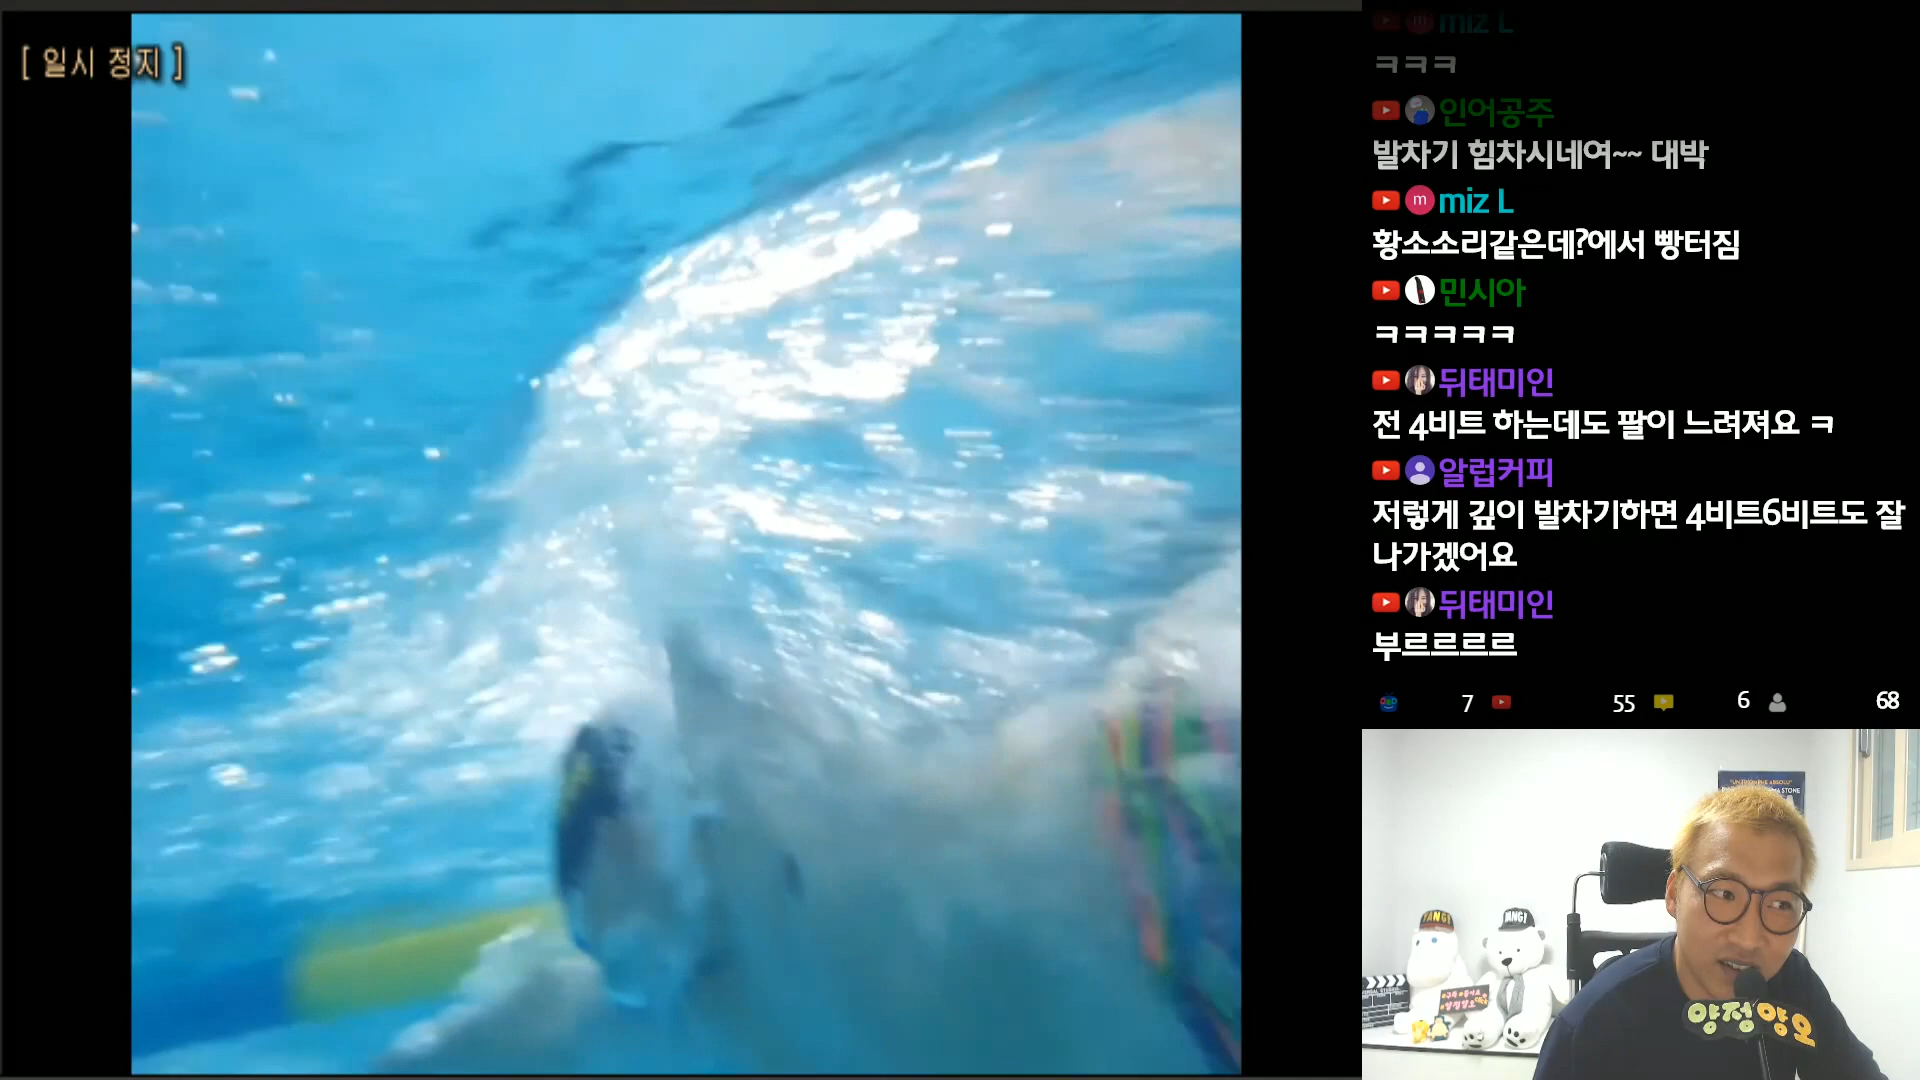 [ 일시 정지 ]
miz L
ㅋㅋㅋ
인어공주
발차기 힘차시네여~~ 대박
m miz L
황소소리같은데?에서 빵터짐
민시아
ㅋㅋㅋㅋㅋ
뒤태미인
전 4비트 하는데도 팔이 느려져요 ㅋ
알럽커피
저렇게 깊이 발차기하면 4비트6비트도 잘
나가겠어요
뒤태미인
부르르르르
7 55 6 68
STONE
YANG!
YANG!
양정양오